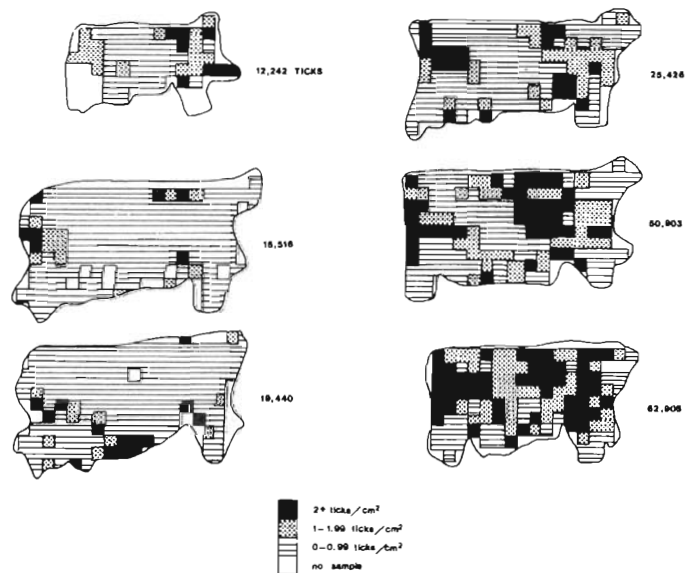 12,242 TICKS
25,426
15,516
50,903
19,440
62,905
2+ ticks/cm²
1-1.99 ticks/cm²
0-0.99 ticks/cm²
no sample